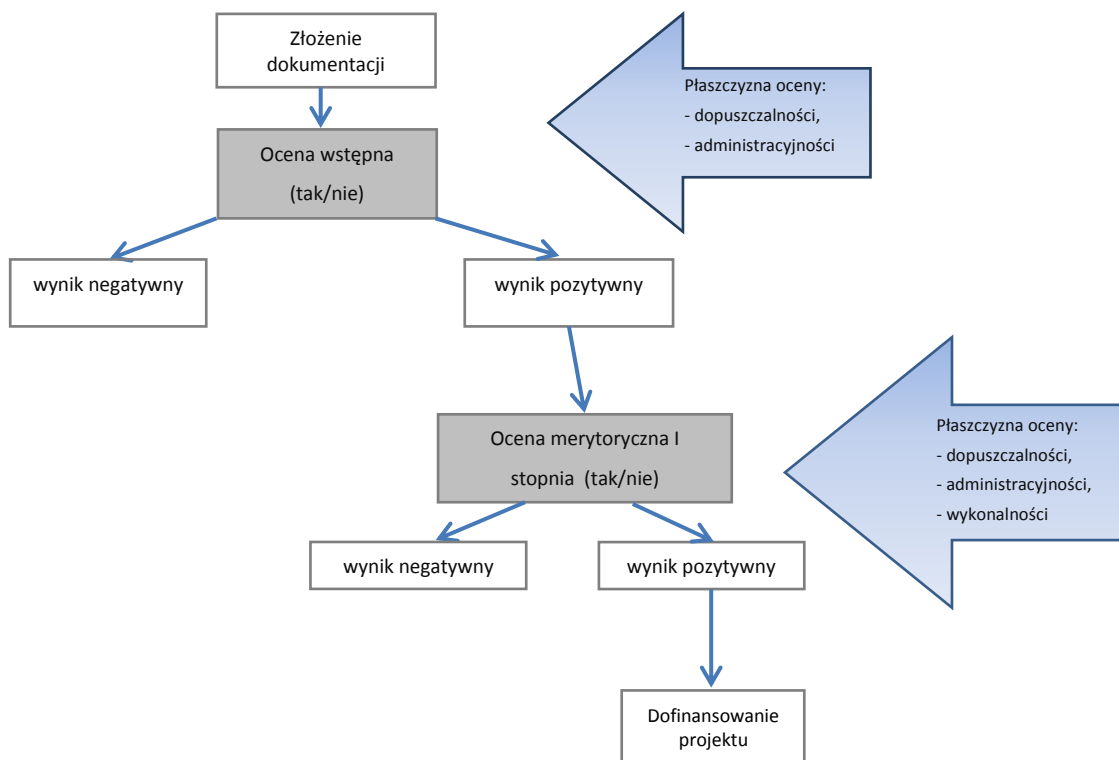 Złożenie
dokumentacji
Płaszczyzna oceny:
- dopuszczalności,
- administracyjności
Ocena wstępna
(tak/nie)
wynik negatywny
wynik pozytywny
Ocena merytoryczna I
stopnia (tak/nie)
Płaszczyzna oceny:
- dopuszczalności,
- administracyjności,
- wykonalności
wynik negatywny
wynik pozytywny
Dofinansowanie
projektu